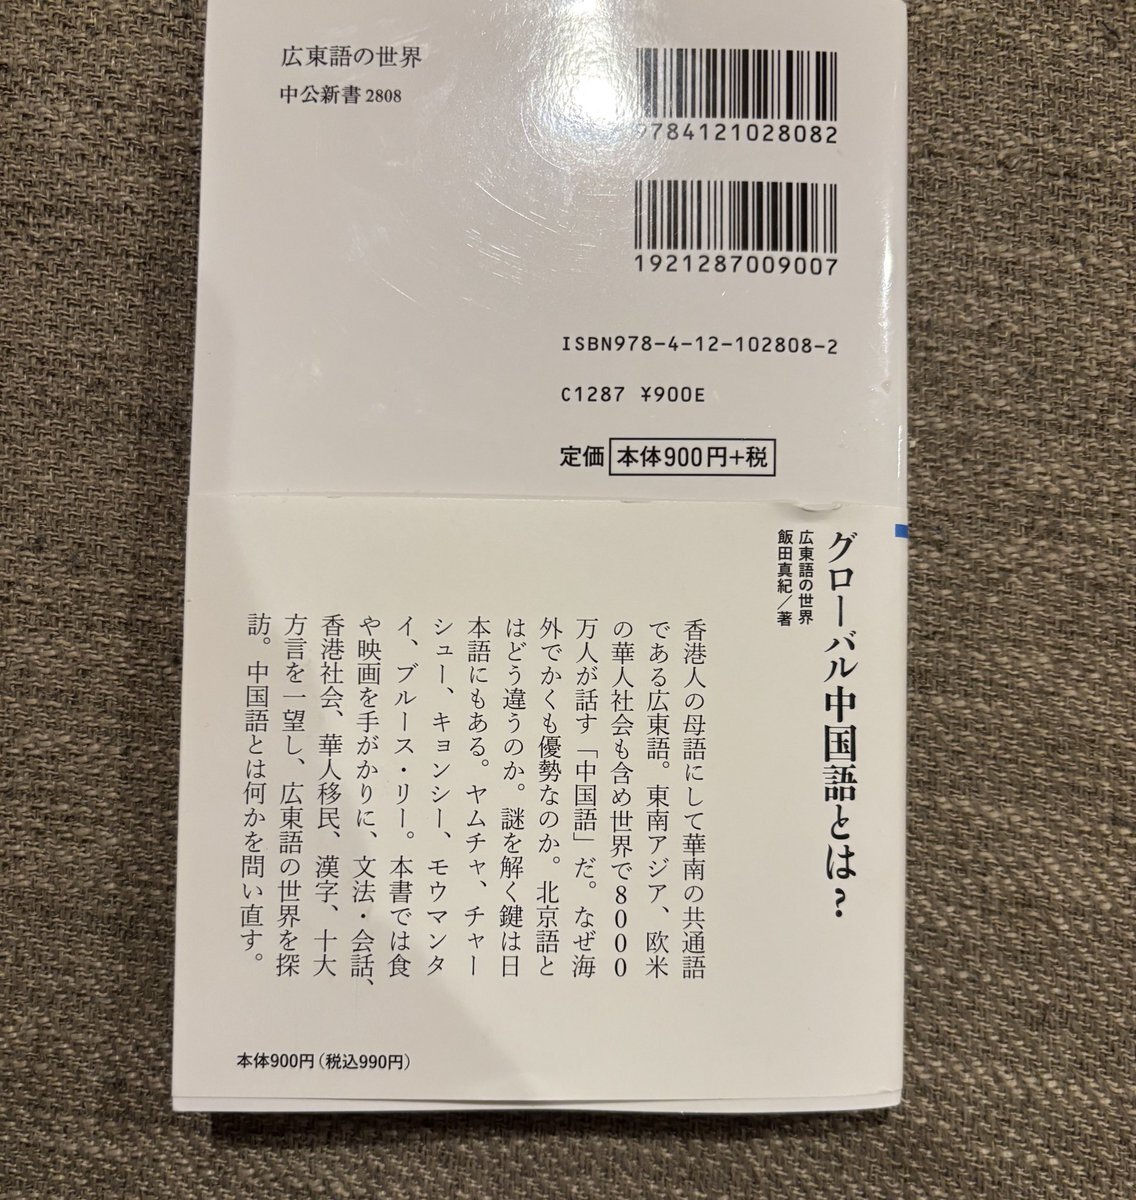 広東語の世界
中公新書 2808
9784121028082
1921287009007
ISBN978-4-12-102808-2
C1287 ¥900E
定価 本体900円+税
グローバル中国語とは?
広東語の世界
飯田真紀/著
香港人の母語にして華南の共通語
である広東語。東南アジア、欧米
の華人社会も含め世界で8000
万人が話す「中国語」だ。なぜ海
外でかくも優勢なのか。北京語と
はどう違うのか。謎を解く鍵は日
本語にもある。ヤムチャ、チャー
シュー、キョンシー、モウマンタ
イ、ブルース・リー。本書では食
や映画を手がかりに、文法・会話、
香港社会、華人移民、漢字、十大
方言を一望し、広東語の世界を探
訪。中国語とは何かを問い直す。
本体900円(税込990円)